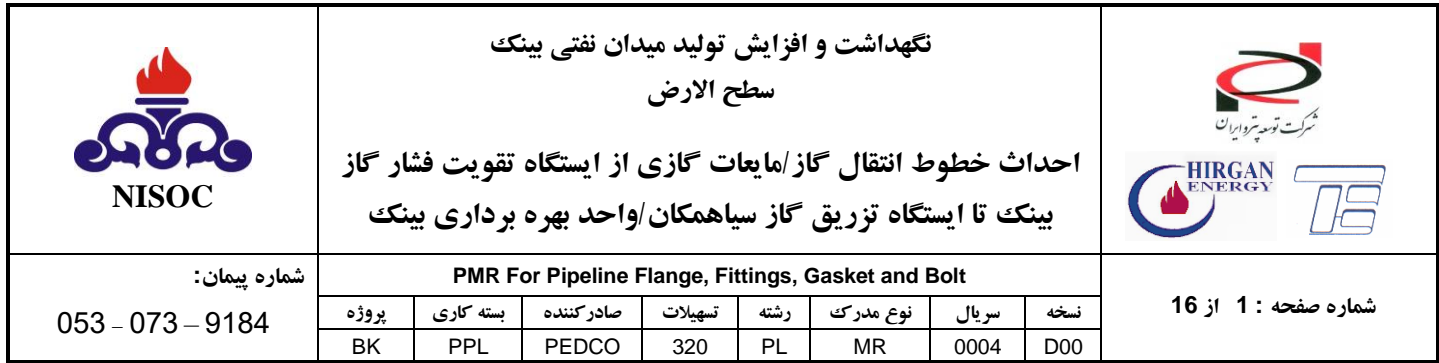 نگهداشت و افزایش تولید میدان نفتی بینک
سطح الارض
احداث خطوط انتقال گاز/مایعات گازی از ایستگاه تقویت فشار گاز
بینک تا ایستگاه تزریق گاز سیاهمکان/واحد بهره برداری بینک
شرکت توسعه پتروایران
HIRGAN
ENERGY
NISOC
شماره پیمان:
053 – 073 – 9184
PMR For Pipeline Flange, Fittings, Gasket and Bolt
پروژه بسته کاری صادرکننده تسهیلات رشته نوع مدرک سریال نسخه
BK PPL PEDCO 320 PL MR 0004 D00
شماره صفحه : 1 از 16